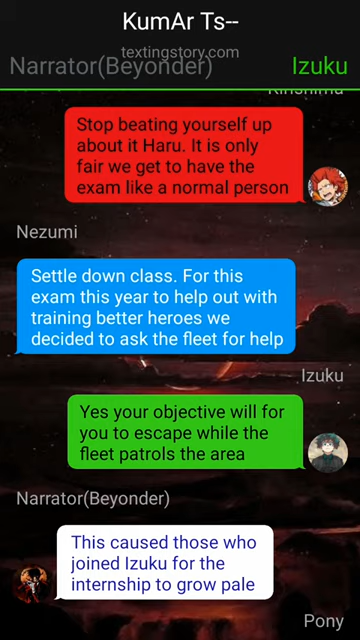 KumAr Ts--
textingstory.com
Narrator(Beyonder)
Izuku
Kirishima
Stop beating yourself up
about it Haru. It is only
fair we get to have the
exam like a normal person
Nezumi
Settle down class. For this
exam this year to help out with
training better heroes we
decided to ask the fleet for help
Izuku
Yes your objective will for
you to escape while the
fleet patrols the area
Narrator(Beyonder)
This caused those who
joined Izuku for the
internship to grow pale
Pony